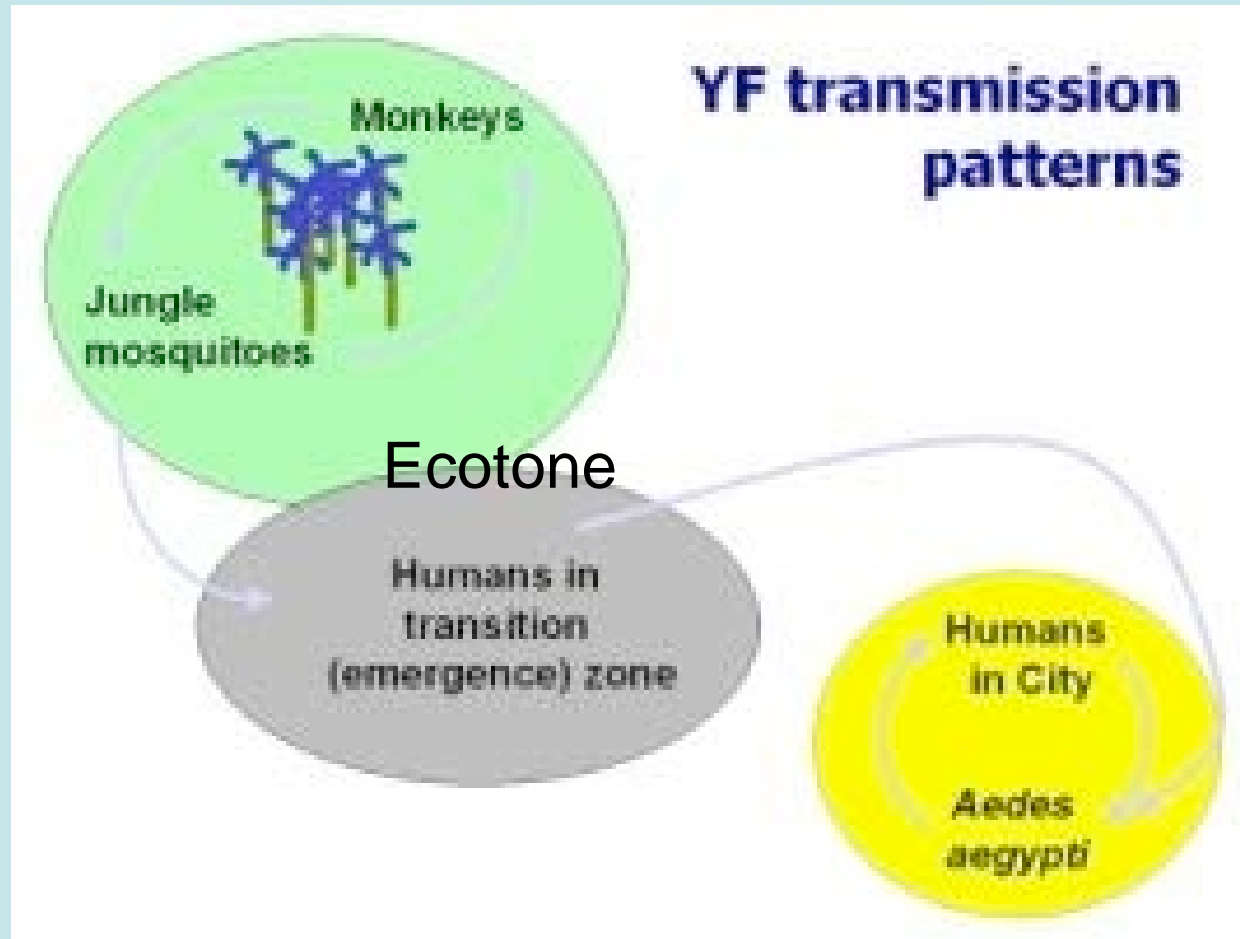 YF transmission
patterns
Monkeys
Jungle
mosquitoes
Ecotone
Humans in
transition
(emergence) zone
Humans
in City
Aedes
aegypti